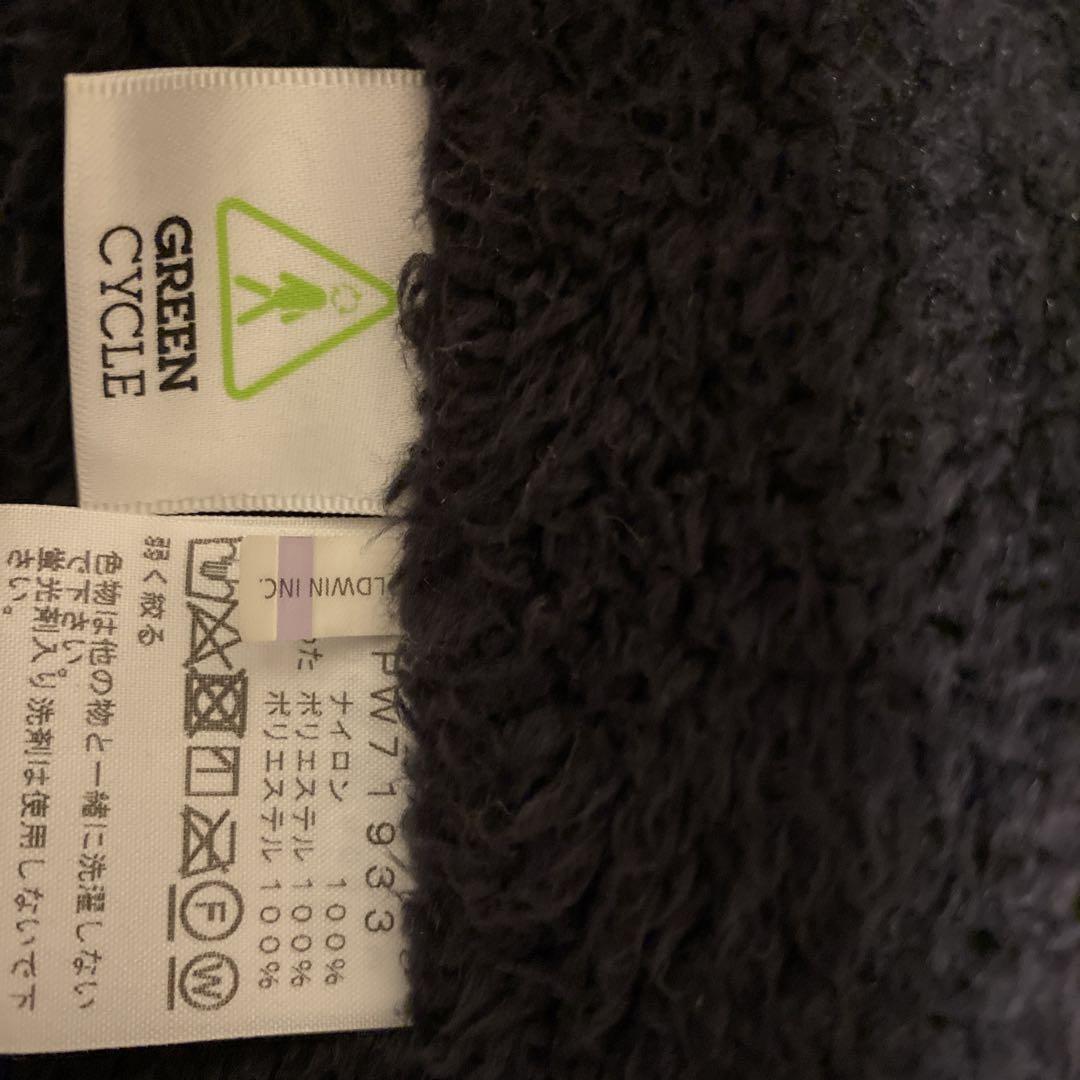 GREEN
CYCLE
LDWIN INC.
PW71933
ナイロン 100%
ポリエステル 100%
ポリエステル 100%
F
W
弱く絞る
色物は他の物と一緒に洗濯しない
で下さい。
蛍光剤入り洗剤は使用しないで下
さい。